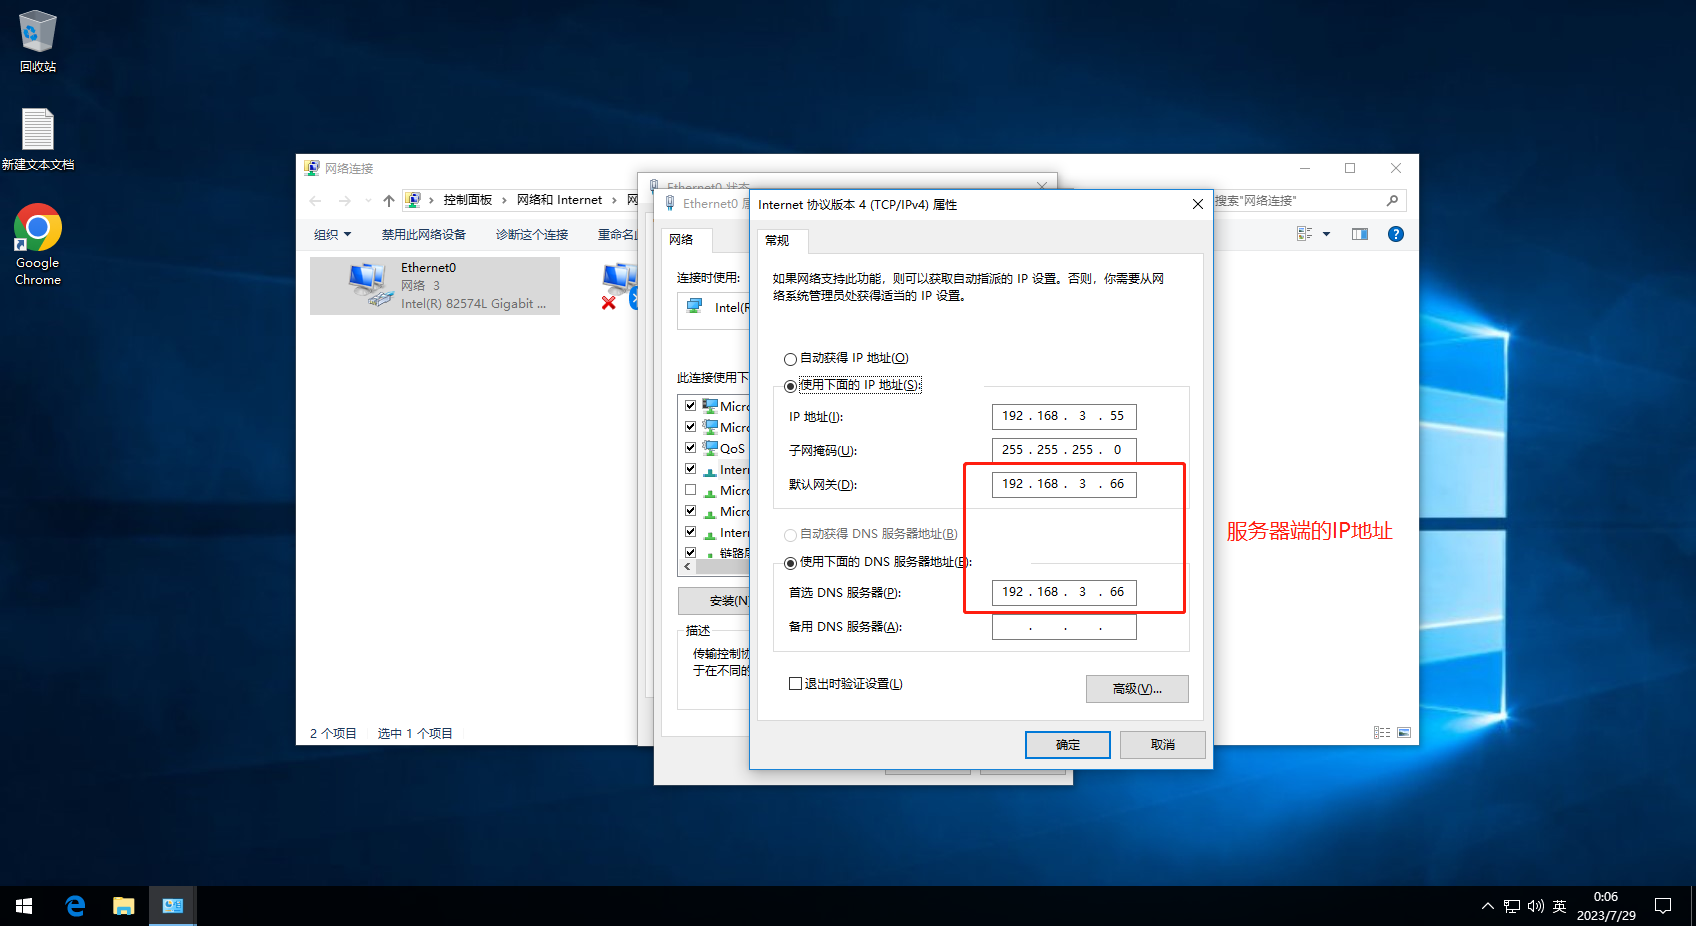 回收站
新建文本文档
Google
Chrome
网络连接
控制面板
网络和 Internet
网
搜索"网络连接"
组织
禁用此网络设备
诊断这个连接
重命名
Ethernet0
网络 3
Intel(R) 82574L Gigabit ...
2 个项目
选中 1 个项目
Ethernet0 状态
Ethernet0 属
网络
连接时使用:
Intel(R
此连接使用下
Micro
Micro
QoS
Intern
Micro
Micro
Intern
链路层
安装(N)
描述
传输控制协
于在不同的
Internet 协议版本 4 (TCP/IPv4) 属性
常规
如果网络支持此功能，则可以获取自动指派的 IP 设置。否则，你需要从网
络系统管理员处获得适当的 IP 设置。
自动获得 IP 地址(O)
使用下面的 IP 地址(S):
IP 地址(I):
192 . 168 . 3 . 55
子网掩码(U):
255 . 255 . 255 . 0
默认网关(D):
192 . 168 . 3 . 66
自动获得 DNS 服务器地址(B)
使用下面的 DNS 服务器地址(E):
首选 DNS 服务器(P):
192 . 168 . 3 . 66
备用 DNS 服务器(A):
. . .
退出时验证设置(L)
高级(V)...
确定
取消
服务器端的IP地址
英
0:06
2023/7/29